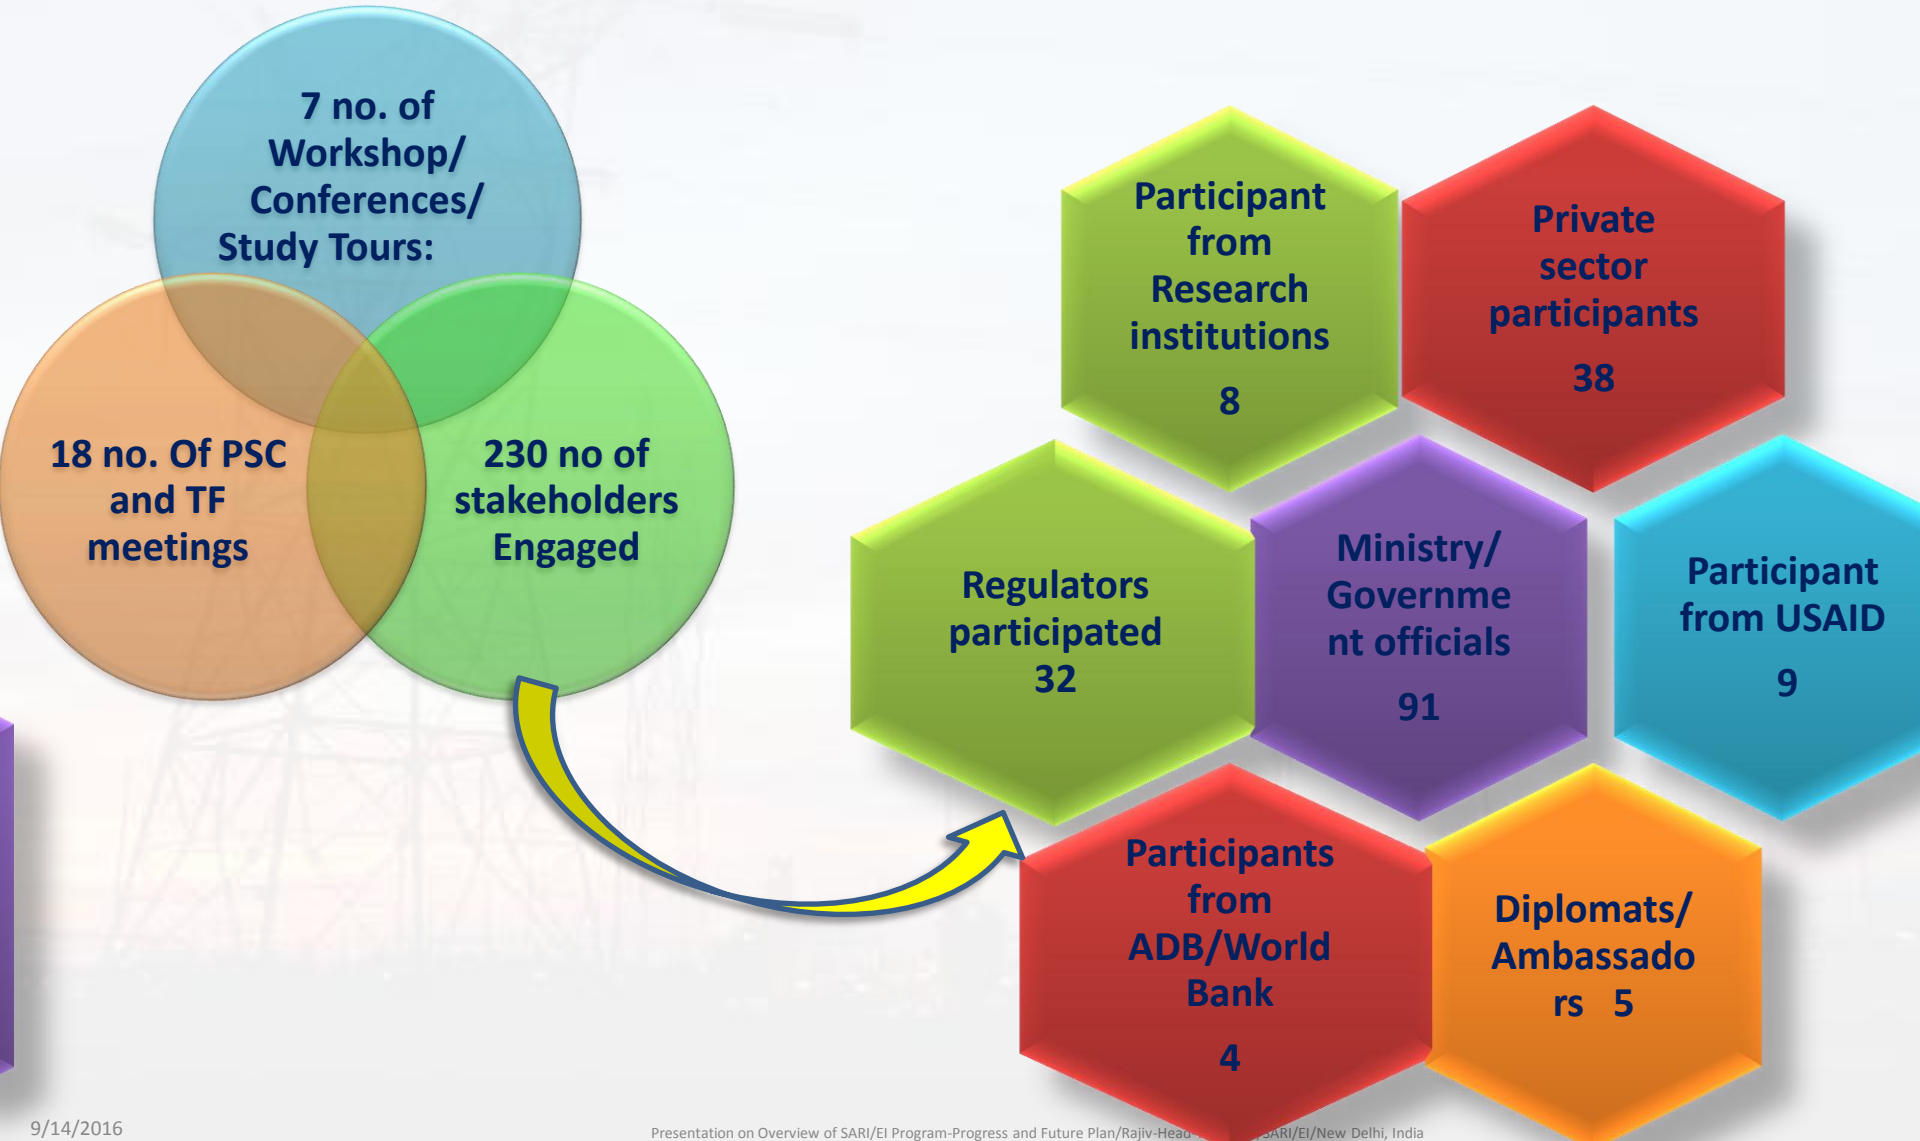 7 no. of
Workshop/
Conferences/
Study Tours:
18 no. Of PSC
and TF
meetings
230 no of
stakeholders
Engaged
Participant
from
Research
institutions
8
Private
sector
participants
38
Regulators
participated
32
Ministry/
Governme
nt officials
91
Participant
from USAID
9
Participants
from
ADB/World
Bank
4
Diplomats/
Ambassado
rs 5
9/14/2016
Presentation on Overview of SARI/EI Program-Progress and Future Plan/Rajiv-Head SARI/EI/New Delhi, India